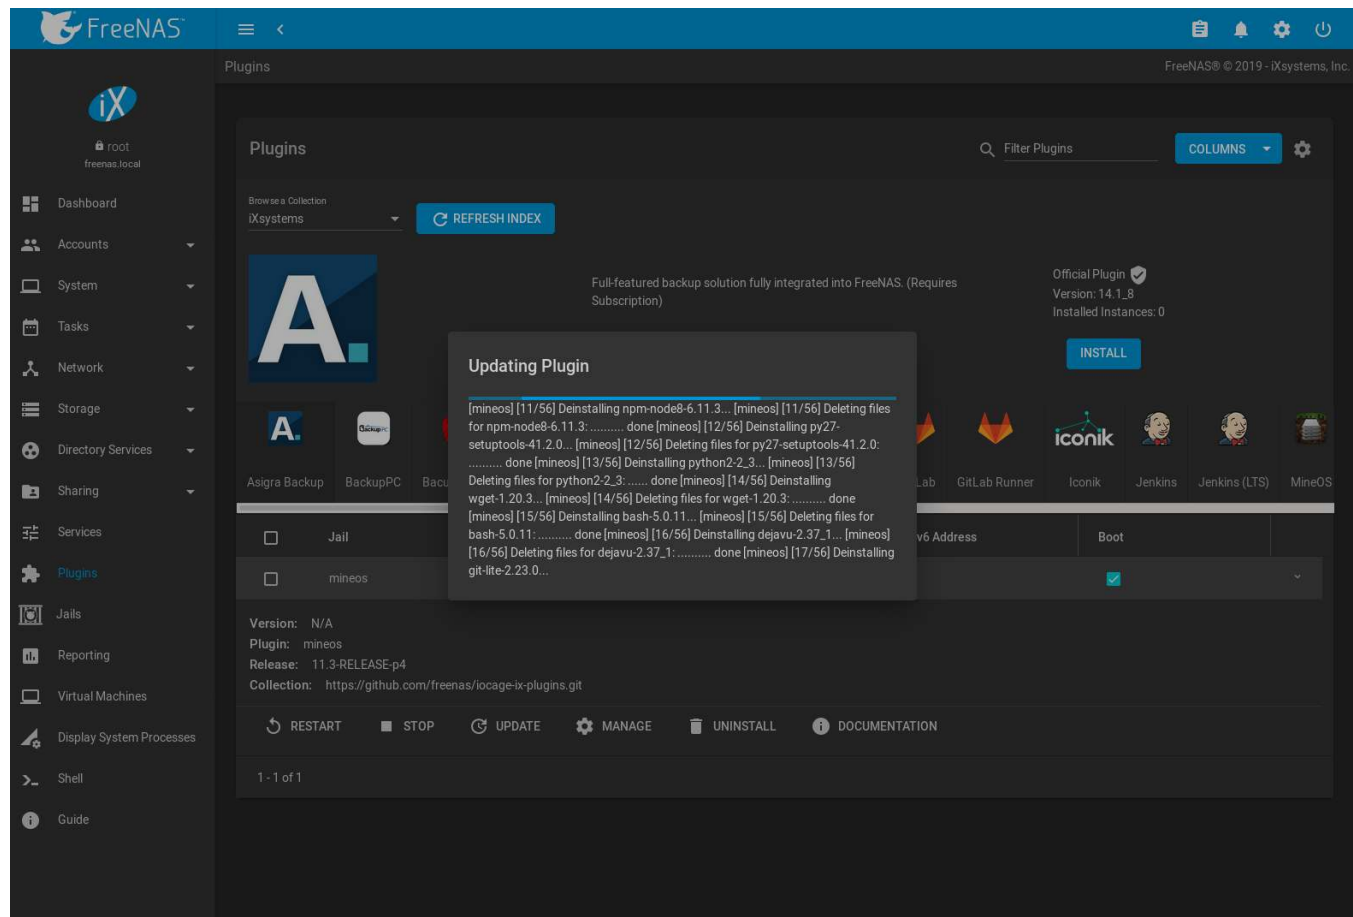 FreeNAS
Plugins
FreeNAS® © 2019 - iXsystems, Inc.
iX
root
freenas.local
Dashboard
Accounts
System
Tasks
Network
Storage
Directory Services
Sharing
Services
Plugins
Jails
Reporting
Virtual Machines
Display System Processes
Shell
Guide
Plugins
Filter Plugins
COLUMNS
Browse a Collection
iXsystems
REFRESH INDEX
A.
Full-featured backup solution fully integrated into FreeNAS. (Requires
Subscription)
Official Plugin
Version: 14.1_8
Installed Instances: 0
INSTALL
Updating Plugin
[mineos] [11/56] Deinstalling npm-node8-6.11.3... [mineos] [11/56] Deleting files
for npm-node8-6.11.3: .......... done [mineos] [12/56] Deinstalling py27-
setuptools-41.2.0... [mineos] [12/56] Deleting files for py27-setuptools-41.2.0:
.......... done [mineos] [13/56] Deinstalling python2-2_3... [mineos] [13/56]
Deleting files for python2-2_3: ...... done [mineos] [14/56] Deinstalling
wget-1.20.3... [mineos] [14/56] Deleting files for wget-1.20.3: .......... done
[mineos] [15/56] Deinstalling bash-5.0.11... [mineos] [15/56] Deleting files for
bash-5.0.11: .......... done [mineos] [16/56] Deinstalling dejavu-2.37_1... [mineos]
[16/56] Deleting files for dejavu-2.37_1: .......... done [mineos] [17/56] Deinstalling
git-lite-2.23.0...
A.
BackupPC
iconik
Asigra Backup
BackupPC
Bacu
Lab
GitLab Runner
Iconik
Jenkins
Jenkins (LTS)
MineOS
Jail
v6 Address
Boot
mineos
Version: N/A
Plugin: mineos
Release: 11.3-RELEASE-p4
Collection: https://github.com/freenas/iocage-ix-plugins.git
RESTART
STOP
UPDATE
MANAGE
UNINSTALL
DOCUMENTATION
1 - 1 of 1